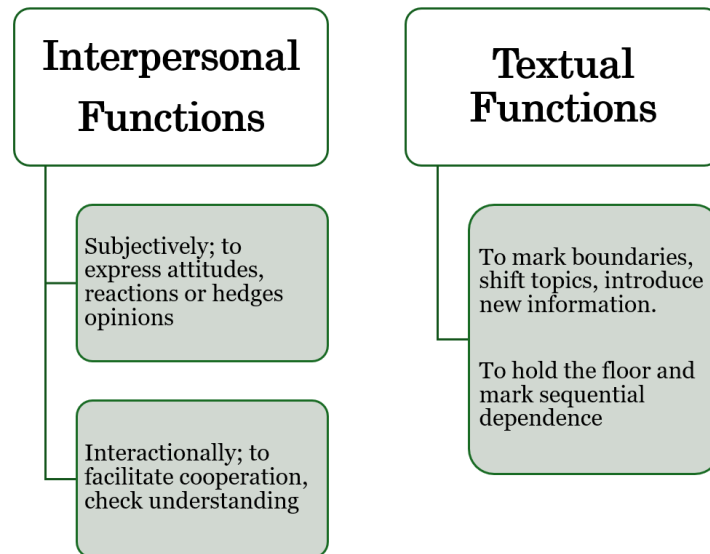 Interpersonal
Functions
Subjectively; to
express attitudes,
reactions or hedges
opinions
Interactionally; to
facilitate cooperation,
check understanding
Textual
Functions
To mark boundaries,
shift topics, introduce
new information.
To hold the floor and
mark sequential
dependence